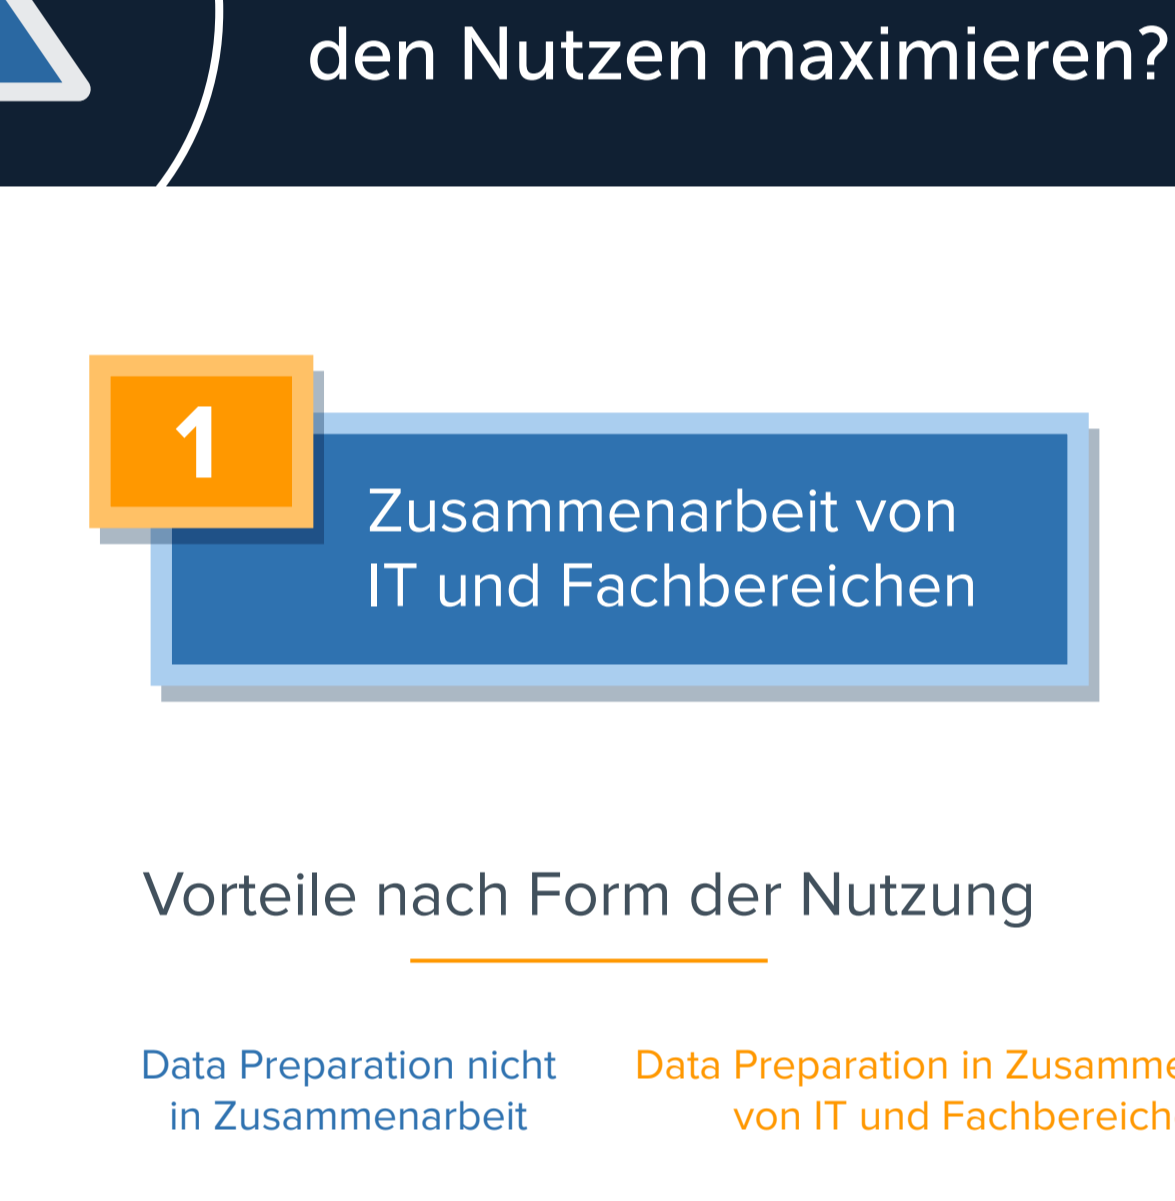 den Nutzen maximieren?
1
Zusammenarbeit von
IT und Fachbereichen
Vorteile nach Form der Nutzung
Data Preparation nicht
in Zusammenarbeit
Data Preparation in
von IT und